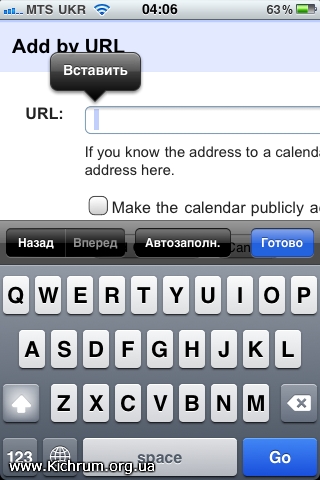 MTS UKR 04:06 63%
Add by URL
Вставить
URL:
If you know the address to a calenda
address here.
Make the calendar publicly a
Назад Вперед Автозаполн. Готово
Q W E R T Y U I O P
A S D F G H J K L
Z X C V B N M
123 space Go
www.kichrum.org.ua